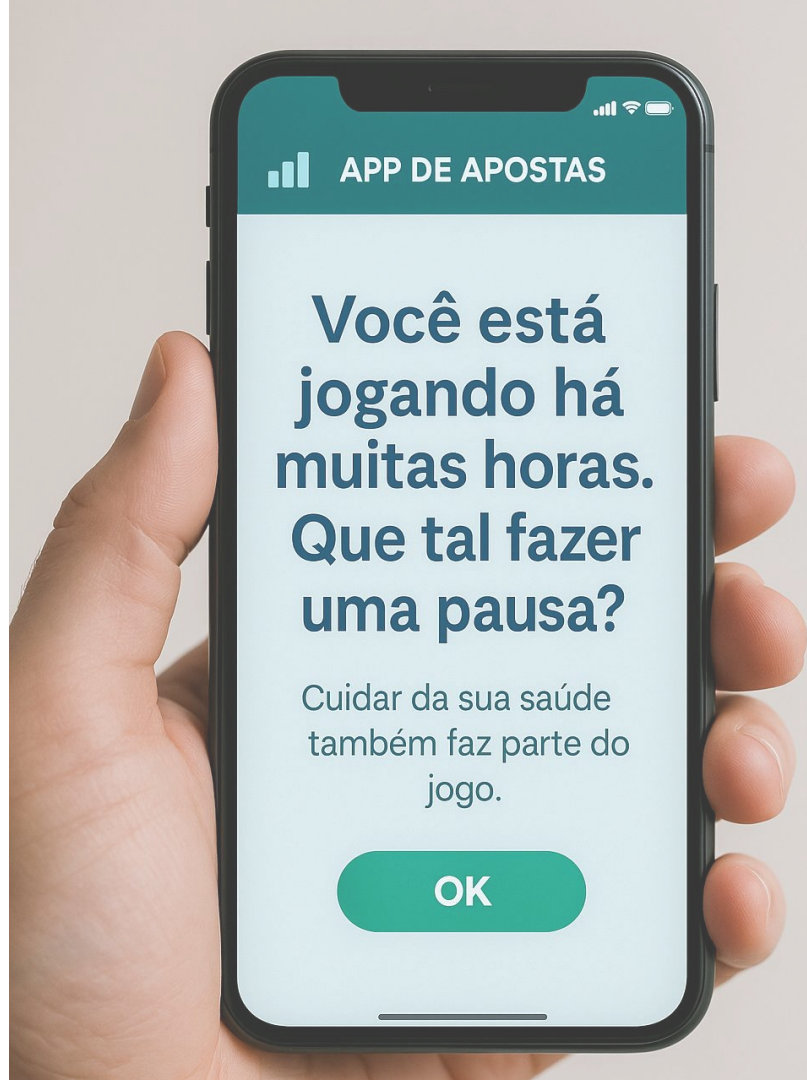 APP DE APOSTAS
Você está
jogando há
muitas horas.
Que tal fazer
uma pausa?
Cuidar da sua saúde
também faz parte do
jogo.
OK